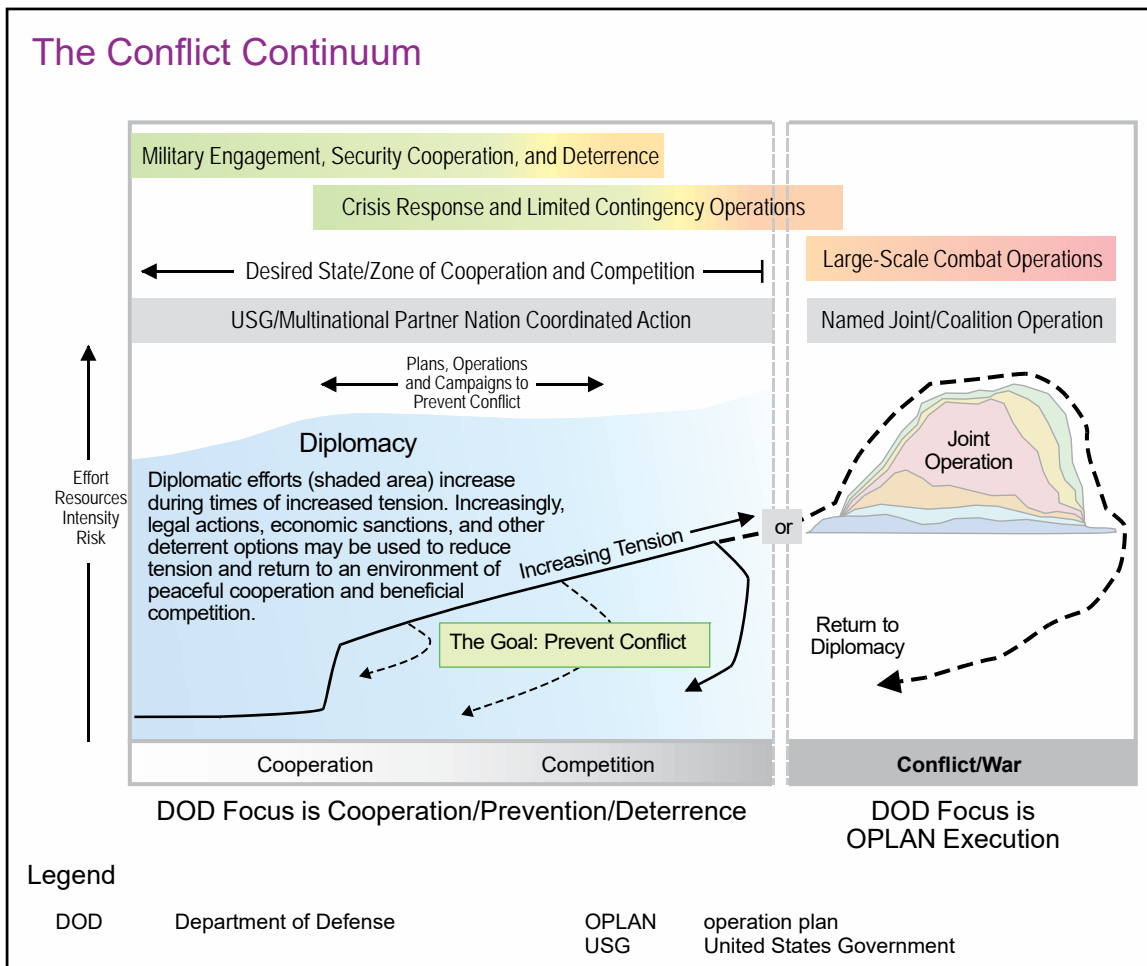 The Conflict Continuum
Military Engagement, Security Cooperation, and Deterrence
Crisis Response and Limited Contingency Operations
Large-Scale Combat Operations
Desired State/Zone of Cooperation and Competition
USG/Multinational Partner Nation Coordinated Action
Named Joint/Coalition Operation
Plans, Operations
and Campaigns to
Prevent Conflict
Effort
Resources
Intensity
Risk
Diplomacy
Diplomatic efforts (shaded area) increase
during times of increased tension. Increasingly,
legal actions, economic sanctions, and other
deterrent options may be used to reduce
tension and return to an environment of
peaceful cooperation and beneficial
competition.
Increasing Tension
or
Joint
Operation
The Goal: Prevent Conflict
Return to
Diplomacy
Cooperation
Competition
Conflict/War
DOD Focus is Cooperation/Prevention/Deterrence
DOD Focus is
OPLAN Execution
Legend
DOD Department of Defense
OPLAN operation plan
USG United States Government